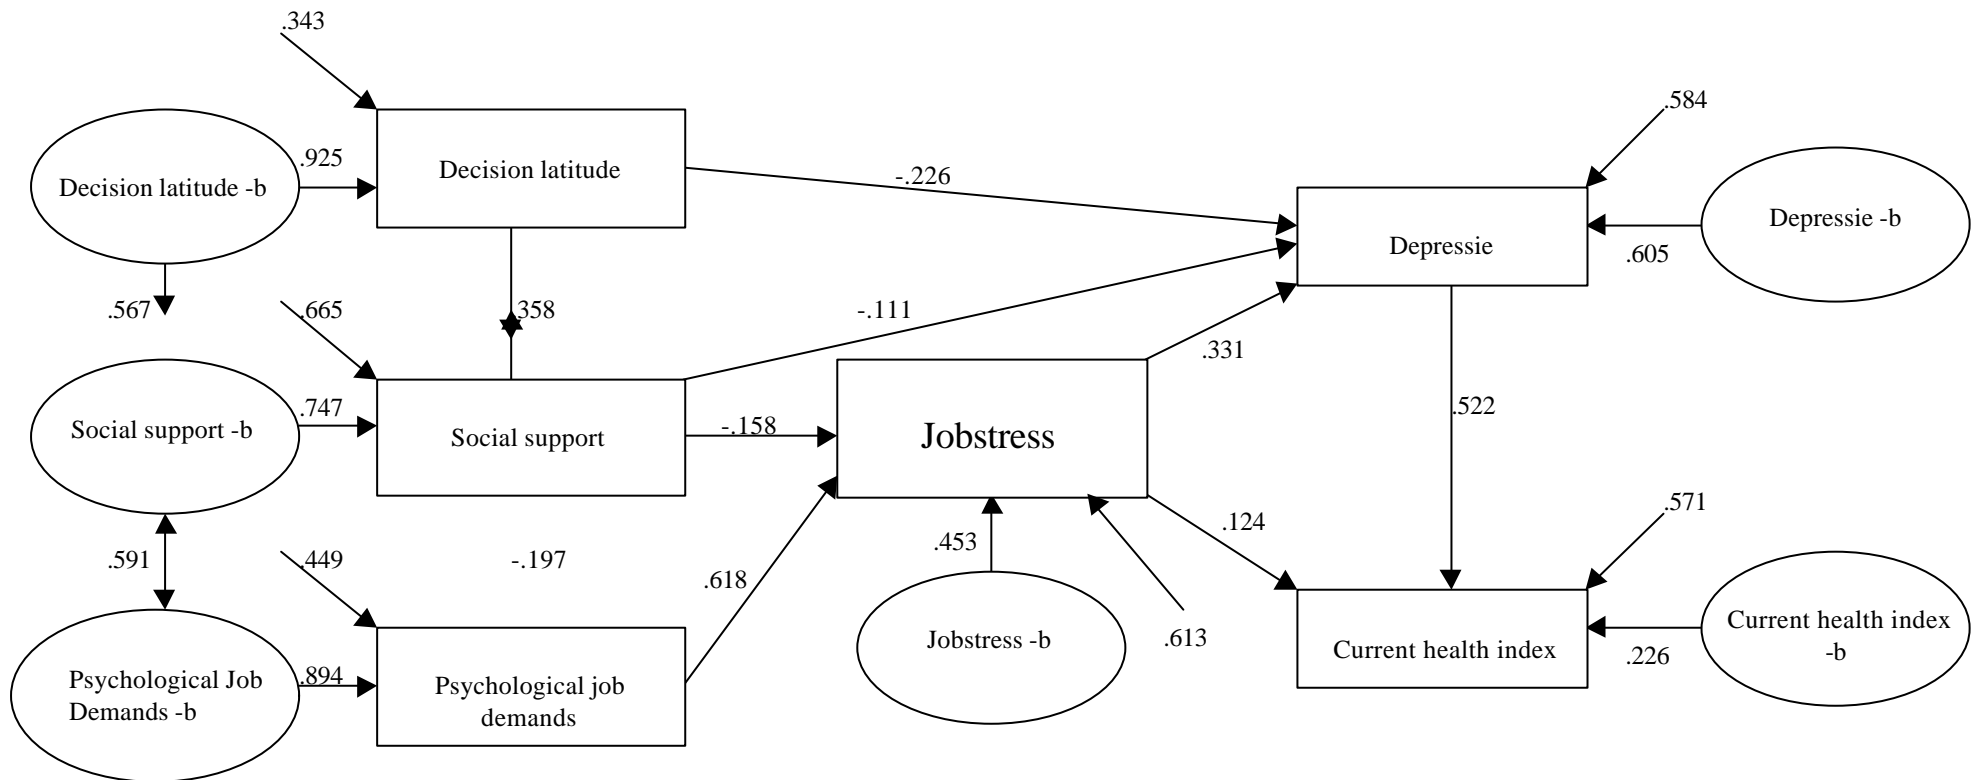 .343
.584
.925
Decision latitude
-.226
Decision latitude -b
Depressie -b
Depressie
.605
.567
.665
.358
-.111
.331
.747
.522
Social support -b
Social support
-.158
Jobstress
.571
.124
.453
.591
.449
-.197
.618
Jobstress -b
.613
Current health index
-b
Current health index
.226
.894
Psychological Job
Demands -b
Psychological job
demands